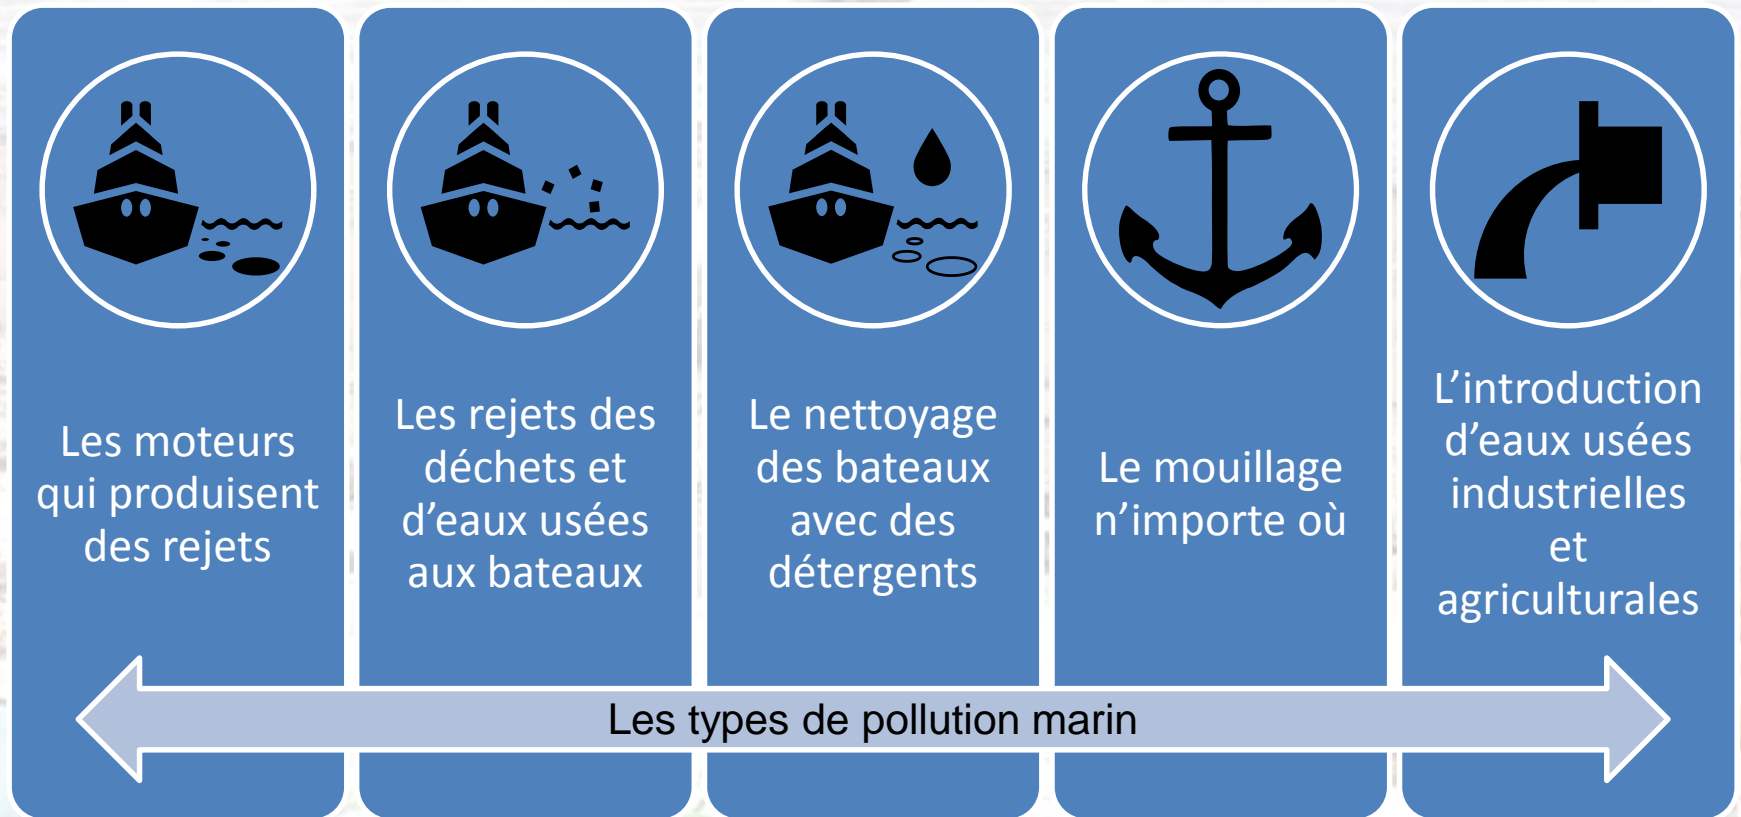 Les moteurs
qui produisent
des rejets
Les rejets des
déchets et
d’eaux usées
aux bateaux
Le nettoyage
des bateaux
avec des
détergents
Le mouillage
n’importe où
L’introduction
d’eaux usées
industrielles
et
agriculturales
Les types de pollution marin